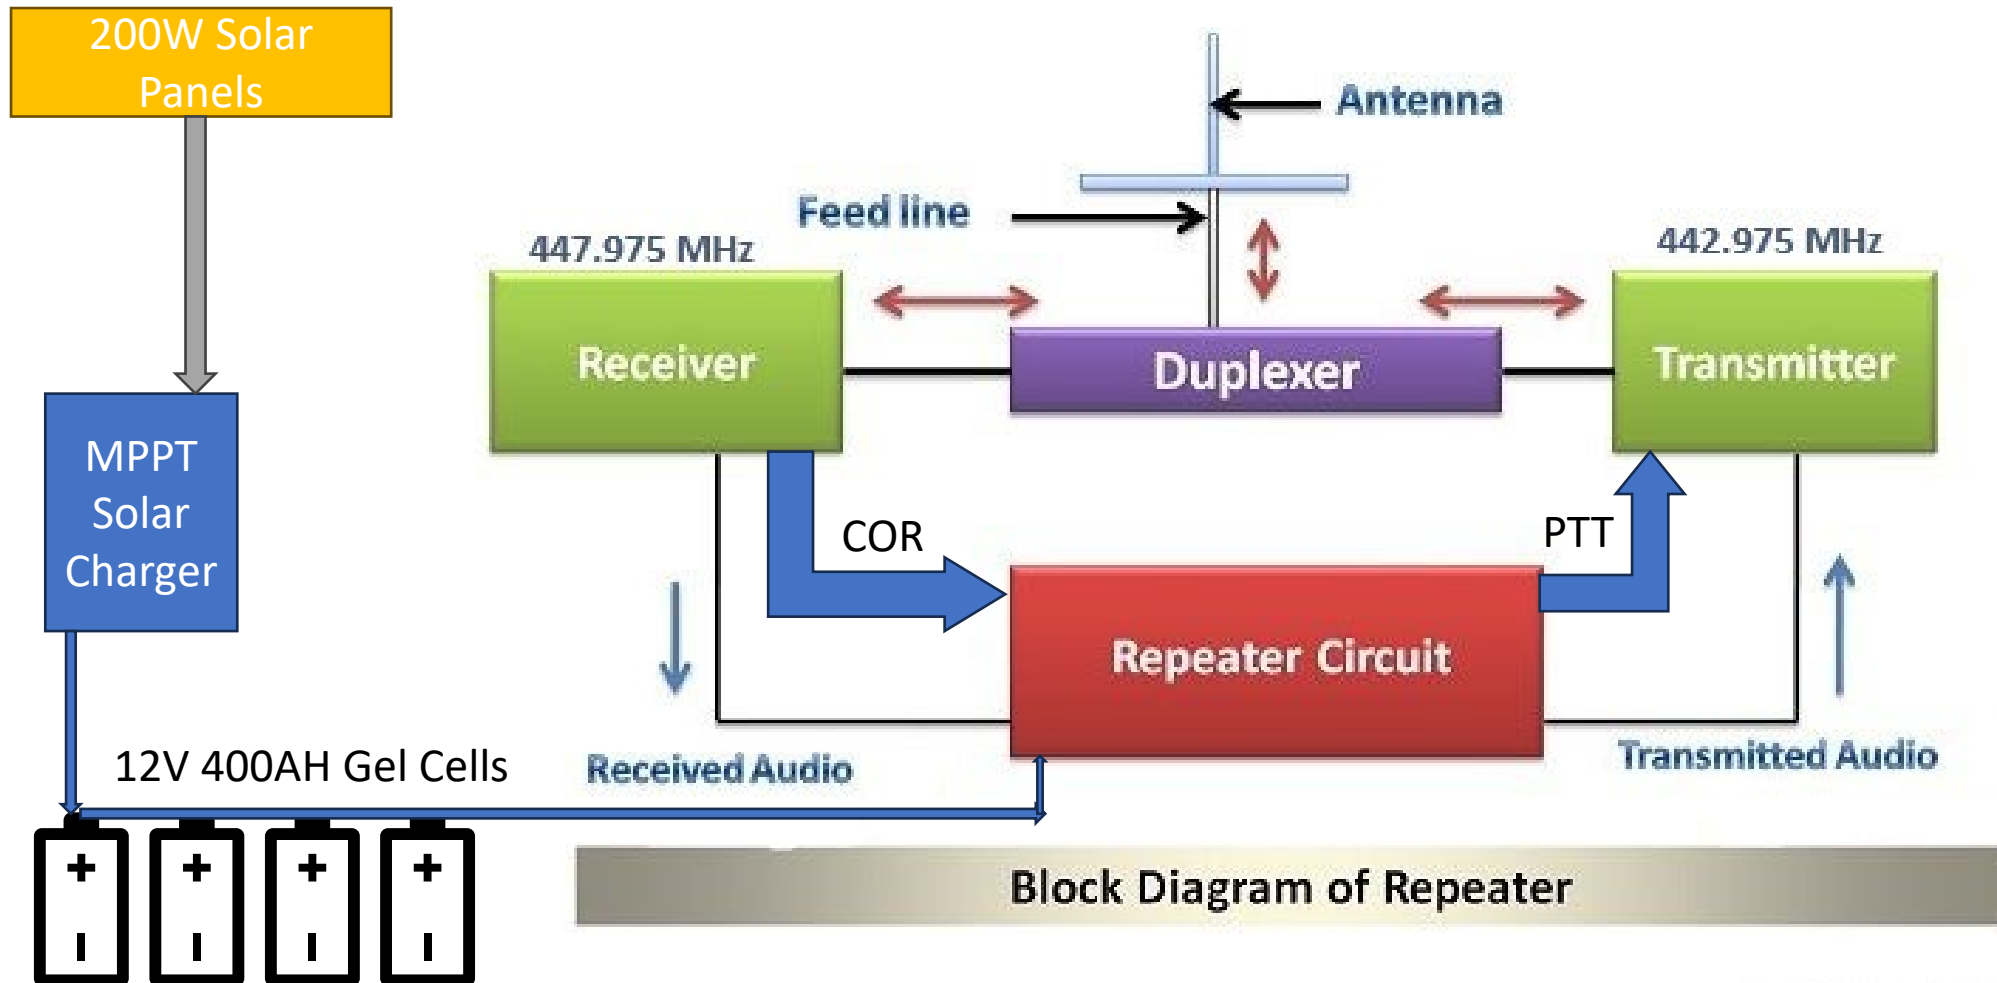 200W Solar
Panels
Antenna
Feed line
447.975 MHz
442.975 MHz
Receiver
Duplexer
Transmitter
MPPT
Solar
Charger
COR
PTT
Repeater Circuit
12V 400AH Gel Cells
Received Audio
Transmitted Audio
+
+
+
+
-
-
-
-
Block Diagram of Repeater